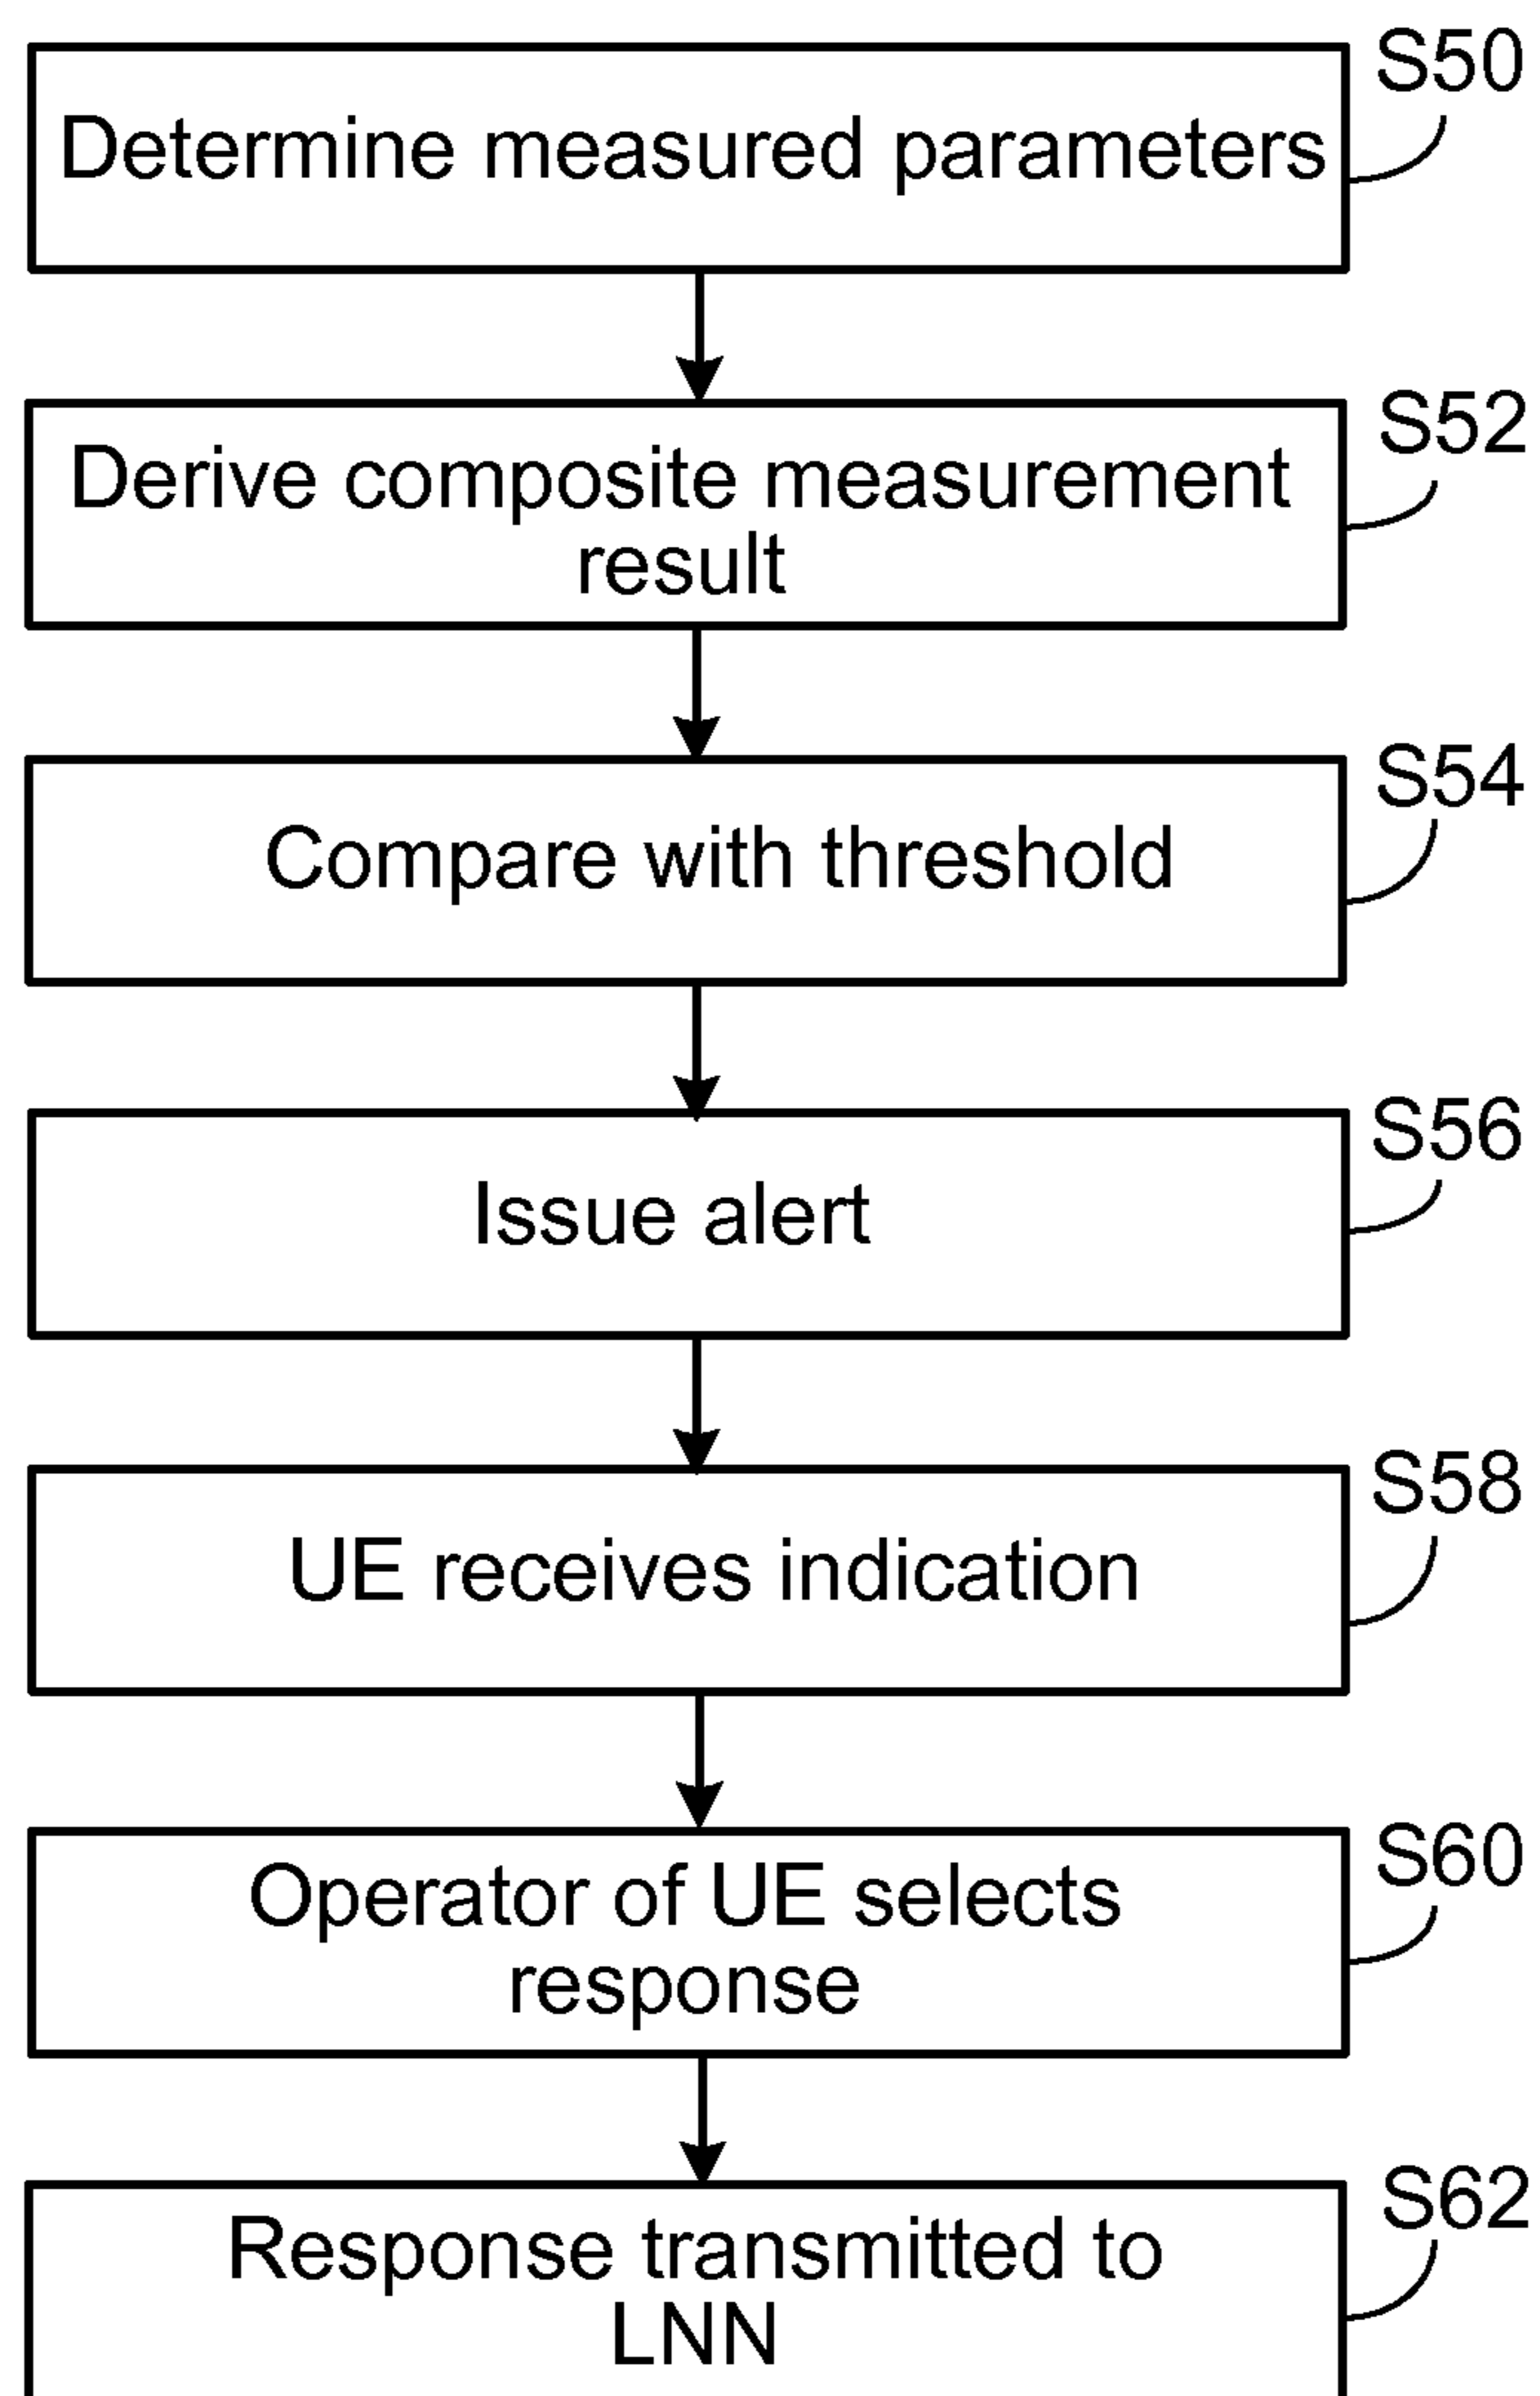 S50
Determine measured parameters
S52
Derive composite measurement
result
S54
Compare with threshold
S56
Issue alert
S58
UE receives indication
S60
Operator of UE selects
response
S62
Response transmitted to
LNN